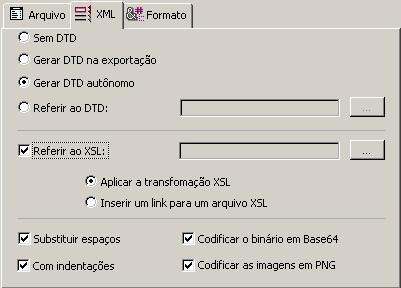 Arquivo XML &# Formato
Sem DTD
Gerar DTD na exportação
Gerar DTD autônomo
Referir ao DTD: ...
Referir ao XSL: ...
Aplicar a transfomação XSL
Inserir um link para um arquivo XSL
Substituir espaços Codificar o binário em Base64
Com indentações Codificar as imagens em PNG